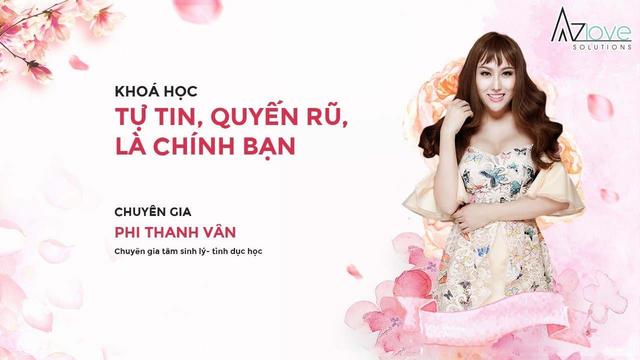 AZlove
SOLUTIONS
KHOÁ HỌC
TỰ TIN, QUYẾN RŨ,
LÀ CHÍNH BẠN
CHUYÊN GIA
PHI THANH VÂN
Chuyên gia tâm sinh lý- tình dục học